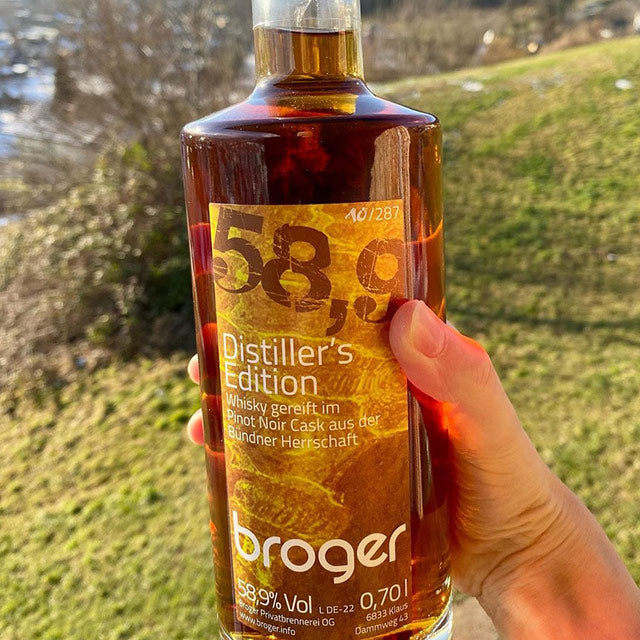 10/287
58,9
Distiller's
Edition
Whisky gereift im
Pinot Noir Cask aus der
Bündner Herrschaft
broger
58,9% Vol L DE-22 0,70 l
Broger Privatbrennerei OG 6833 Klaus
www.broger.info Dammweg 43